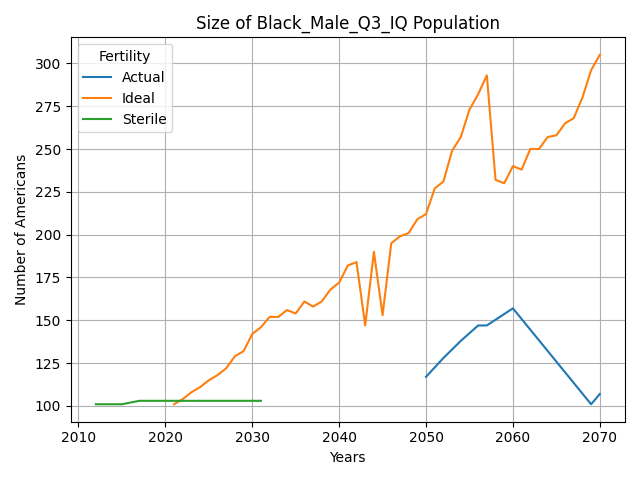 Size of Black_Male_Q3_IQ Population
Fertility
Actual
Ideal
Sterile
Number of Americans
300
275
250
225
200
175
150
125
100
2010
2020
2030
2040
2050
2060
2070
Years